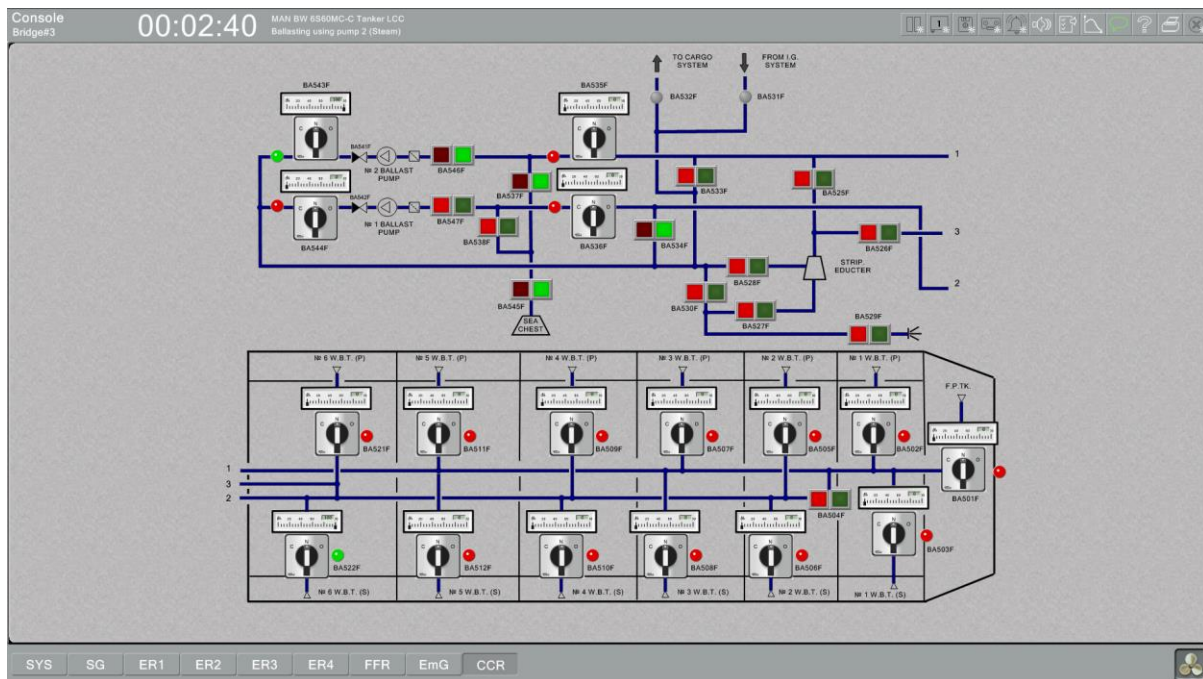 Console
Bridge#3
00:02:40
MAN BW 6S60MC-C Tanker LCC
Ballasting using pump 2 (Steam)
1
TO CARGO SYSTEM
FROM I.G. SYSTEM
BA543F
BA535F
BA532F
BA531F
C N O
C N O
BA541F
№ 2 BALLAST PUMP
BA546F
1
BA537F
BA533F
BA525F
BA542F
№ 1 BALLAST PUMP
BA547F
C N O
C N O
BA544F
BA538F
BA536F
BA534F
BA526F
3
STRIP. EDUCTER
BA528F
2
BA545F
BA530F
BA527F
BA529F
SEA CHEST
№ 6 W.B.T. (P)
№ 5 W.B.T. (P)
№ 4 W.B.T. (P)
№ 3 W.B.T. (P)
№ 2 W.B.T. (P)
№ 1 W.B.T. (P)
F.P.TK.
C N O
C N O
C N O
C N O
C N O
C N O
BA521F
BA511F
BA509F
BA507F
BA505F
BA502F
C N O
BA501F
1
3
2
BA504F
C N O
C N O
C N O
C N O
C N O
C N O
BA503F
BA522F
BA512F
BA510F
BA508F
BA506F
№ 6 W.B.T. (S)
№ 5 W.B.T. (S)
№ 4 W.B.T. (S)
№ 3 W.B.T. (S)
№ 2 W.B.T. (S)
№ 1 W.B.T. (S)
SYS
SG
ER1
ER2
ER3
ER4
FFR
EmG
CCR